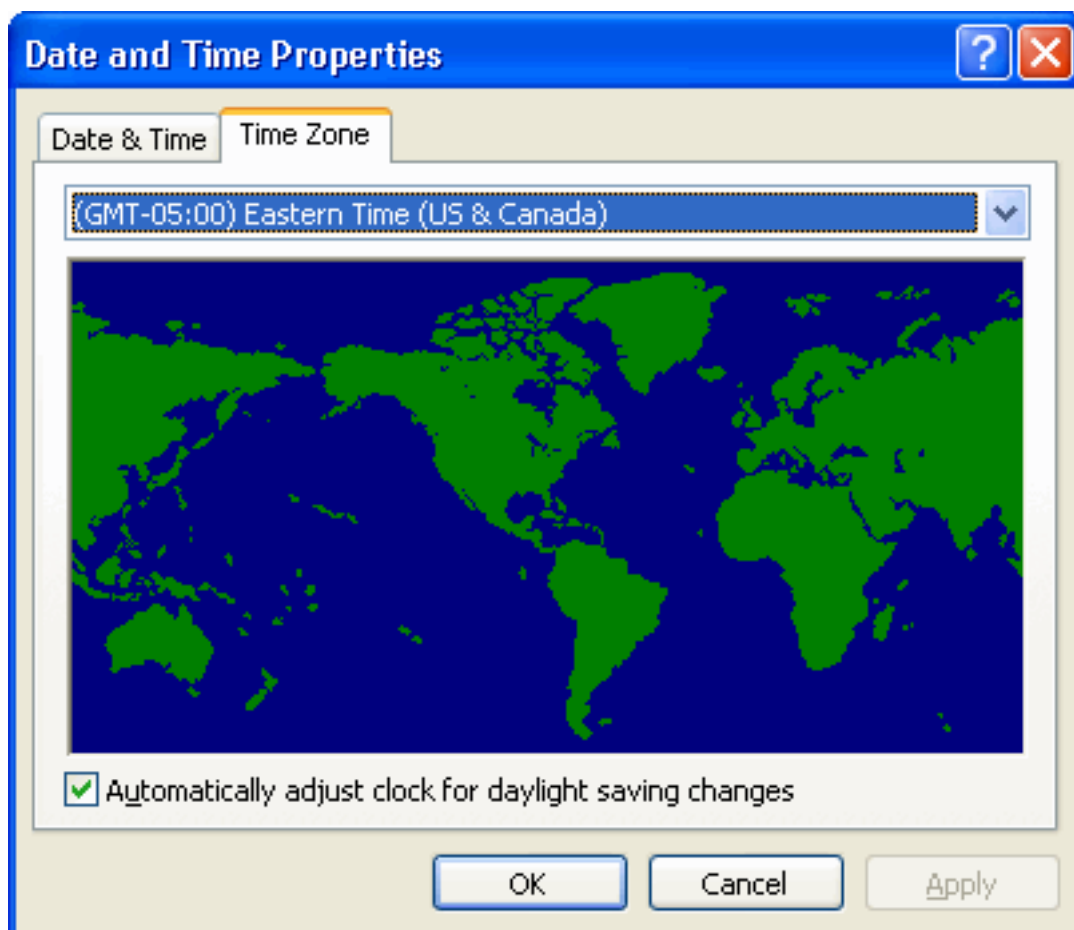 Date and Time Properties
Date & Time
Time Zone
(GMT-05:00) Eastern Time (US & Canada)
Automatically adjust clock for daylight saving changes
OK
Cancel
Apply